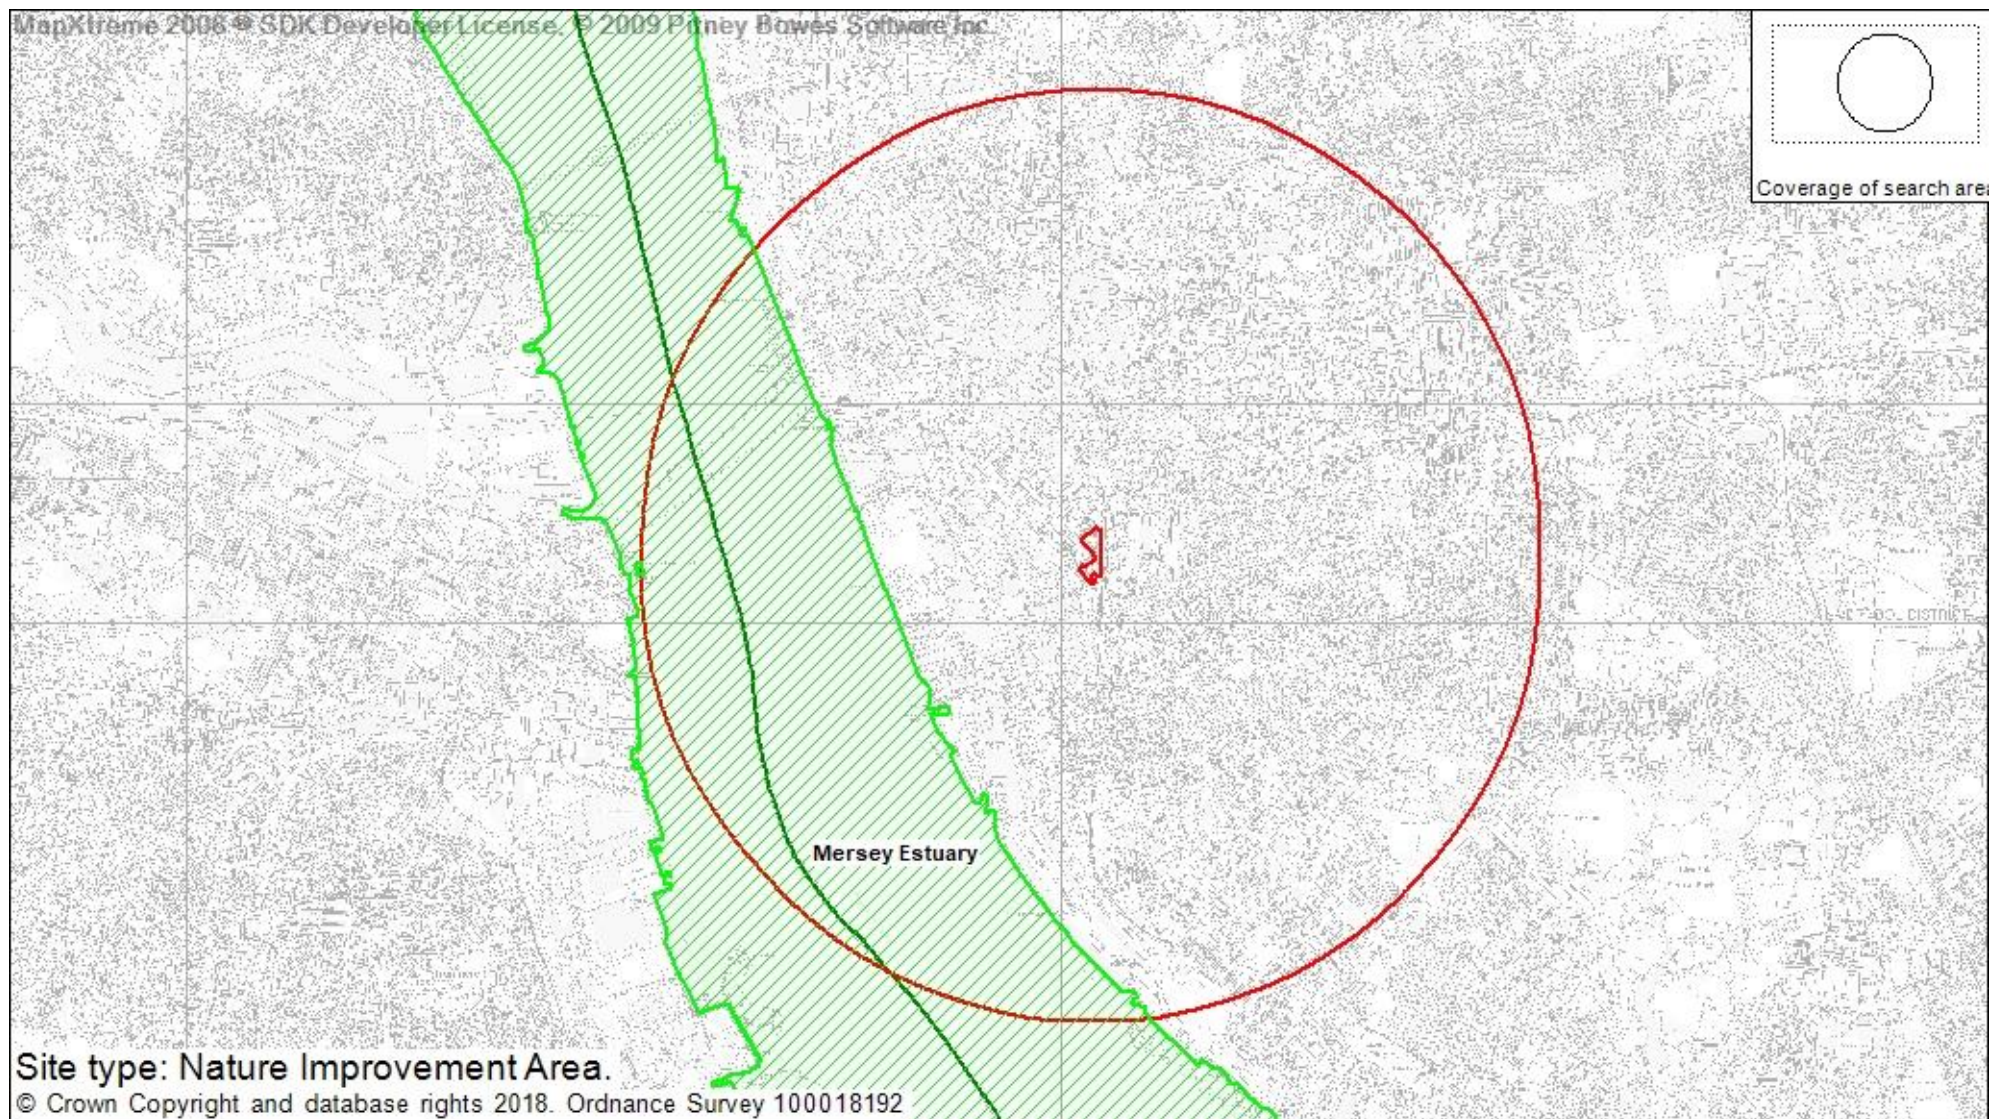 MapXtreme 2008 ® SDK Developer License. © 2009 Pitney Bowes Software Inc.
Coverage of search area
DISTRICT
Mersey Estuary
Site type: Nature Improvement Area.
© Crown Copyright and database rights 2018. Ordnance Survey 100018192